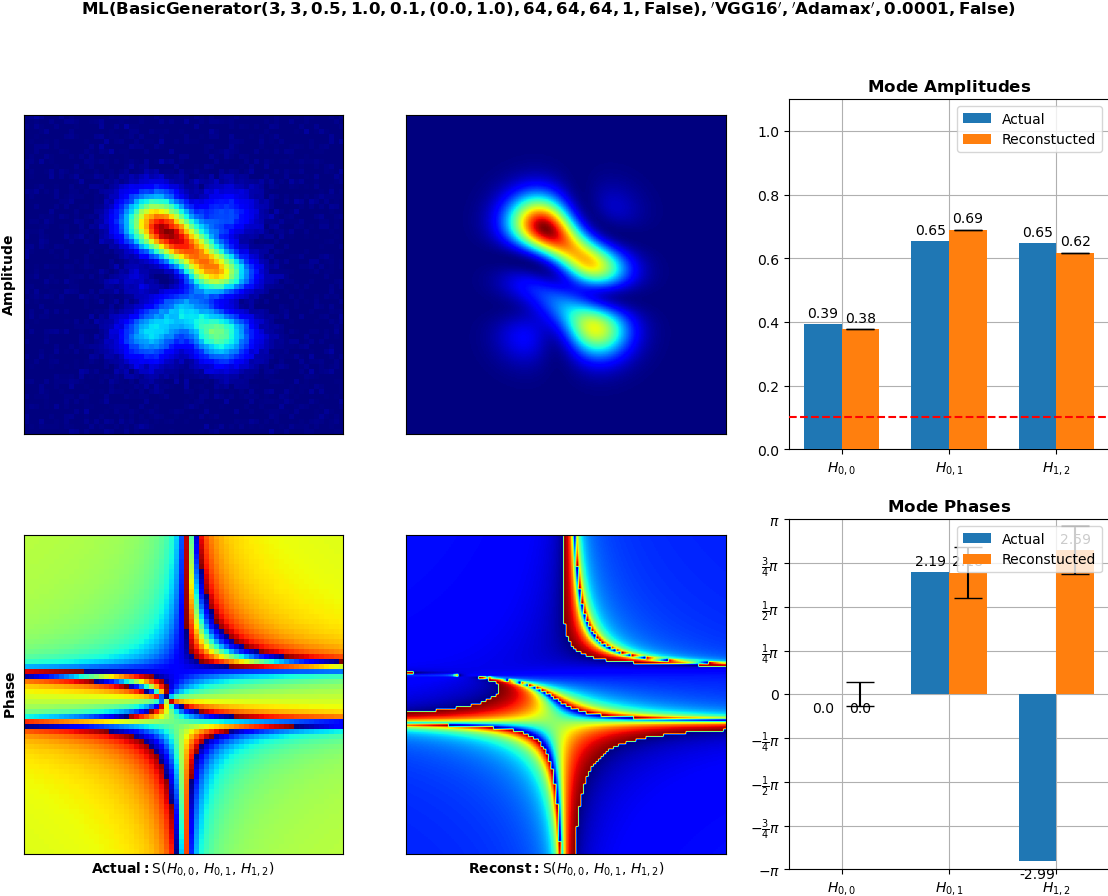 ML(BasicGenerator(3, 3, 0.5, 1.0, 0.1, (0.0, 1.0), 64, 64, 64, 1, False), ′VGG16′, ′Adamax′, 0.0001, False)
Amplitude
Mode Amplitudes
Actual
Reconstucted
1.0
0.8
0.6
0.4
0.2
0.0
0.39
0.38
0.65
0.69
0.65
0.62
H0,0
H0,1
H1,2
Phase
Actual: S(H0,0, H0,1, H1,2)
Reconst: S(H0,0, H0,1, H1,2)
Mode Phases
Actual
Reconstucted
π
3/4π
1/2π
1/4π
0
−1/4π
−1/2π
−3/4π
−π
0.0
0.0
2.19
2.59
-2.99
H0,0
H0,1
H1,2